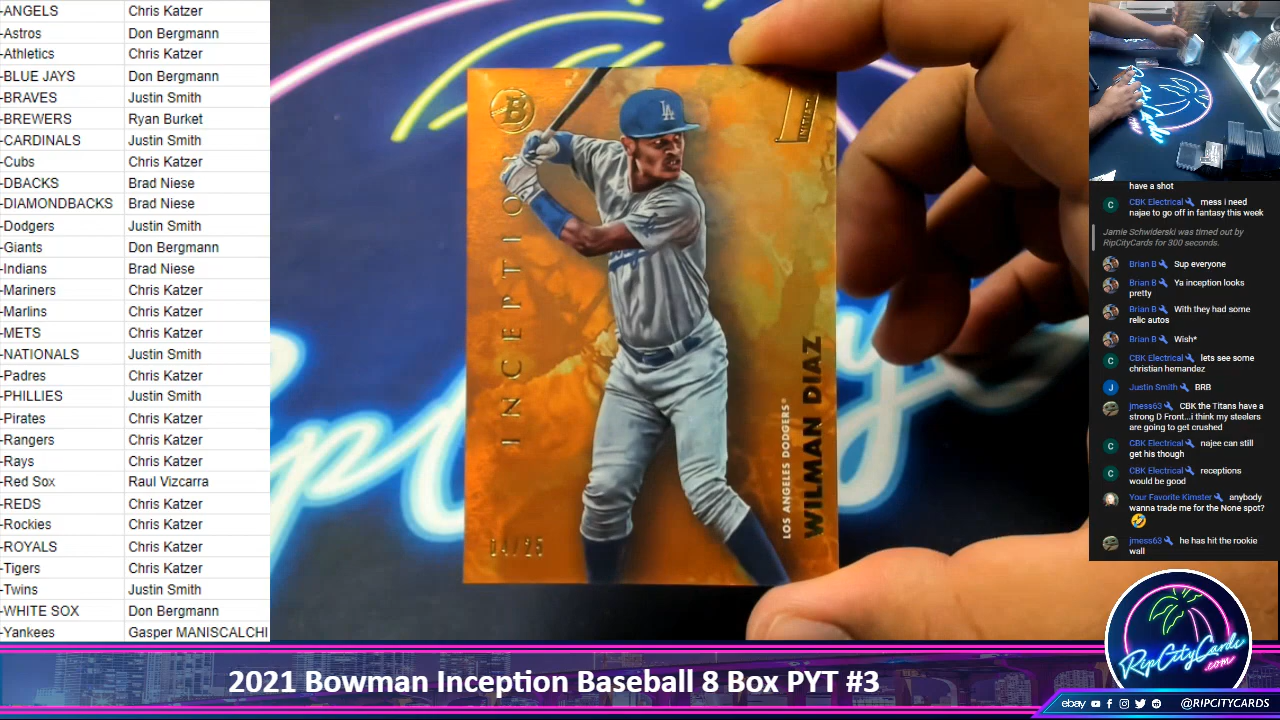 -ANGELS Chris Katzer
-Astros Don Bergmann
-Athletics Chris Katzer
-BLUE JAYS Don Bergmann
-BRAVES Justin Smith
-BREWERS Ryan Burket
-CARDINALS Justin Smith
-Cubs Chris Katzer
-DBACKS Brad Niese
-DIAMONDBACKS Brad Niese
-Dodgers Justin Smith
-Giants Don Bergmann
-Indians Brad Niese
-Mariners Chris Katzer
-Marlins Chris Katzer
-METS Chris Katzer
-NATIONALS Justin Smith
-Padres Chris Katzer
-PHILLIES Justin Smith
-Pirates Chris Katzer
-Rangers Chris Katzer
-Rays Chris Katzer
-Red Sox Raul Vizcarra
-REDS Chris Katzer
-Rockies Chris Katzer
-ROYALS Chris Katzer
-Tigers Chris Katzer
-Twins Justin Smith
-WHITE SOX Don Bergmann
-Yankees Gasper MANISCALCHI
B
INCEPTION
LA
LOS ANGELES DODGERS®
WILMAN DIAZ
have a shot
C CBK Electrical mess i need
najae to go off in fantasy this week
Jamie Schwiderski was timed out by
RipCityCards for 300 seconds.
Brian B Sup everyone
Brian B Ya inception looks
pretty
Brian B With they had some
relic autos
Brian B Wish*
C CBK Electrical lets see some
christian hernandez
J Justin Smith BRB
jmess63 CBK the Titans have a
strong D Front...i think my steelers
are going to get crushed
C CBK Electrical najee can still
get his though
C CBK Electrical receptions
would be good
Your Favorite Kimster anybody
wanna trade me for the None spot?
🤣
jmess63 he has hit the rookie
wall
RipCityCards
.com
2021 Bowman Inception Baseball 8 Box PYT #3
ebay @RIPCITYCARDS